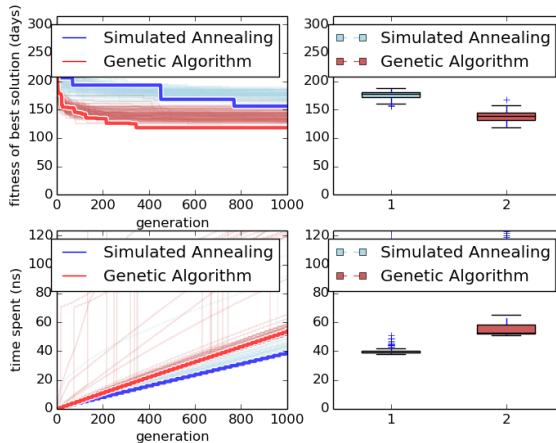 fitness of best solution (days)
300
250
200
150
100
50
0
Simulated Annealing
Genetic Algorithm
0 200 400 600 800 1000
generation
300
250
200
150
100
50
0
Simulated Annealing
Genetic Algorithm
1 2
time spent (ns)
120
100
80
60
40
20
0
Simulated Annealing
Genetic Algorithm
0 200 400 600 800 1000
generation
120
100
80
60
40
20
0
Simulated Annealing
Genetic Algorithm
1 2